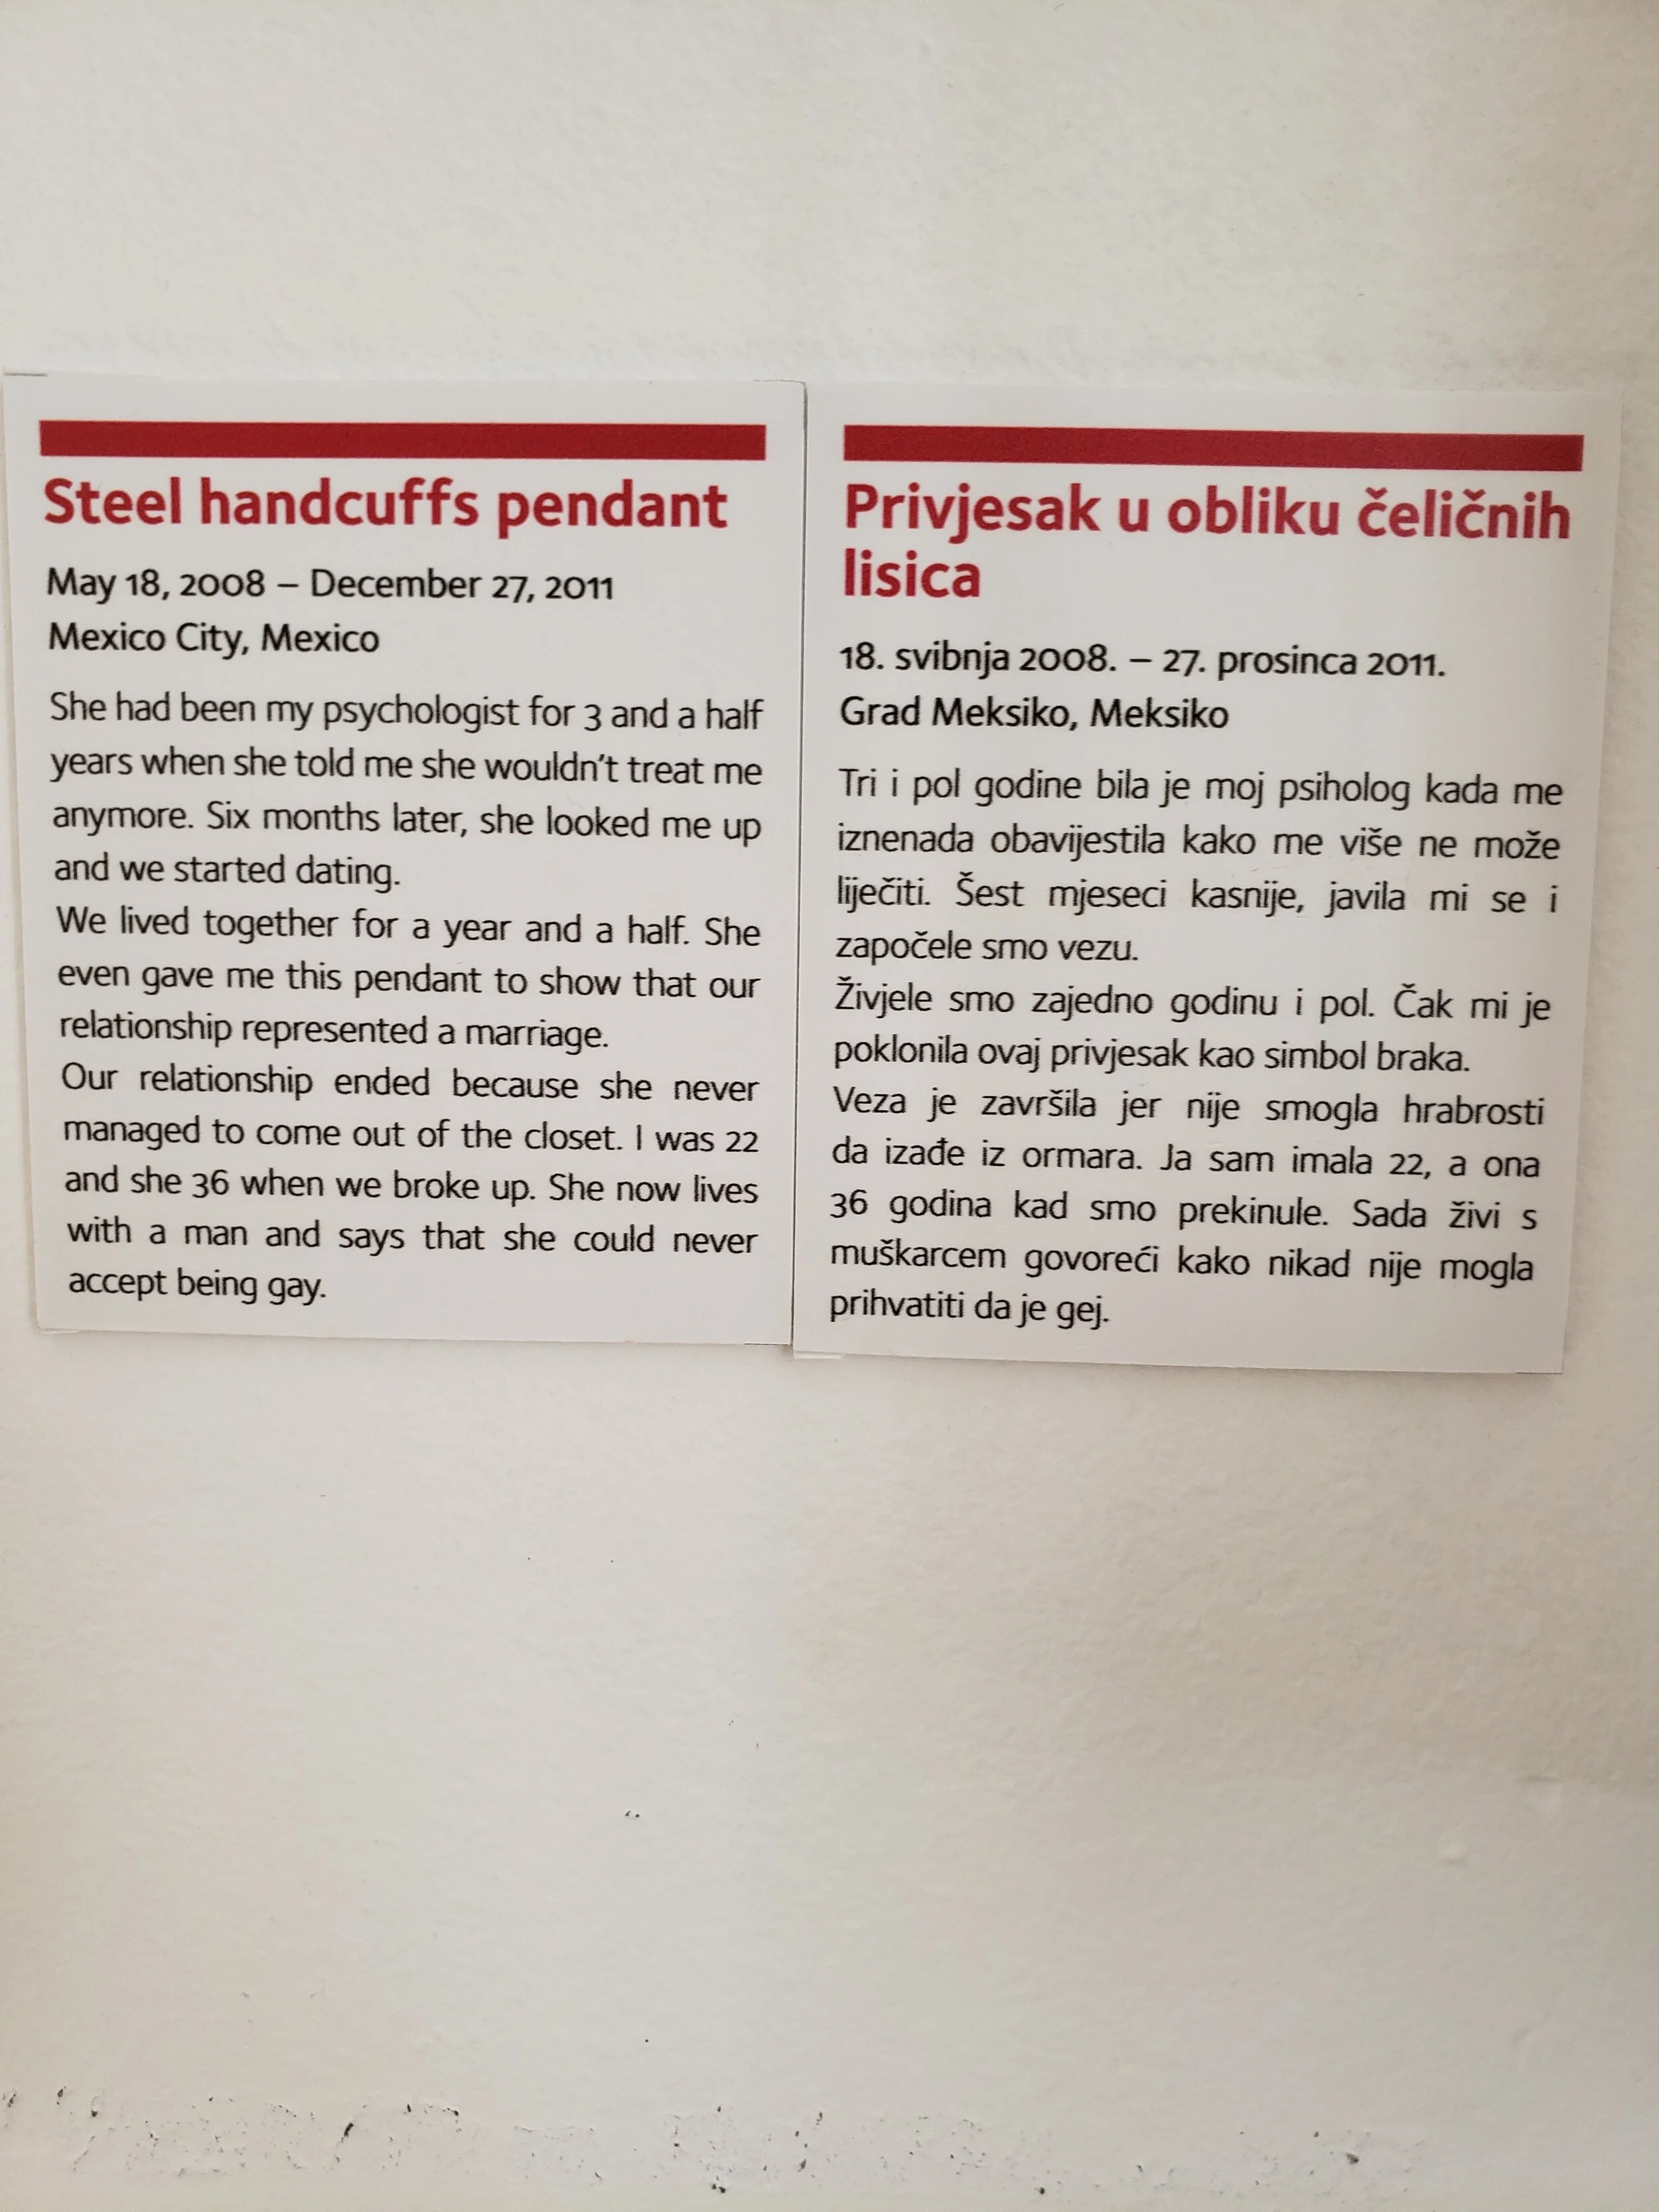 Steel handcuffs pendant
May 18, 2008 – December 27, 2011
Mexico City, Mexico
She had been my psychologist for 3 and a half
years when she told me she wouldn't treat me
anymore. Six months later, she looked me up
and we started dating.
We lived together for a year and a half. She
even gave me this pendant to show that our
relationship represented a marriage.
Our relationship ended because she never
managed to come out of the closet. I was 22
and she 36 when we broke up. She now lives
with a man and says that she could never
accept being gay.
Privjesak u obliku čeličnih
lisica
18. svibnja 2008. – 27. prosinca 2011.
Grad Meksiko, Meksiko
Tri i pol godine bila je moj psiholog kada me
iznenada obavijestila kako me više ne može
liječiti. Šest mjeseci kasnije, javila mi se i
započele smo vezu.
Živjele smo zajedno godinu i pol. Čak mi je
poklonila ovaj privjesak kao simbol braka.
Veza je završila jer nije smogla hrabrosti
da izađe iz ormara. Ja sam imala 22, a ona
36 godina kad smo prekinule. Sada živi s
muškarcem govoreći kako nikad nije mogla
prihvatiti da je gej.